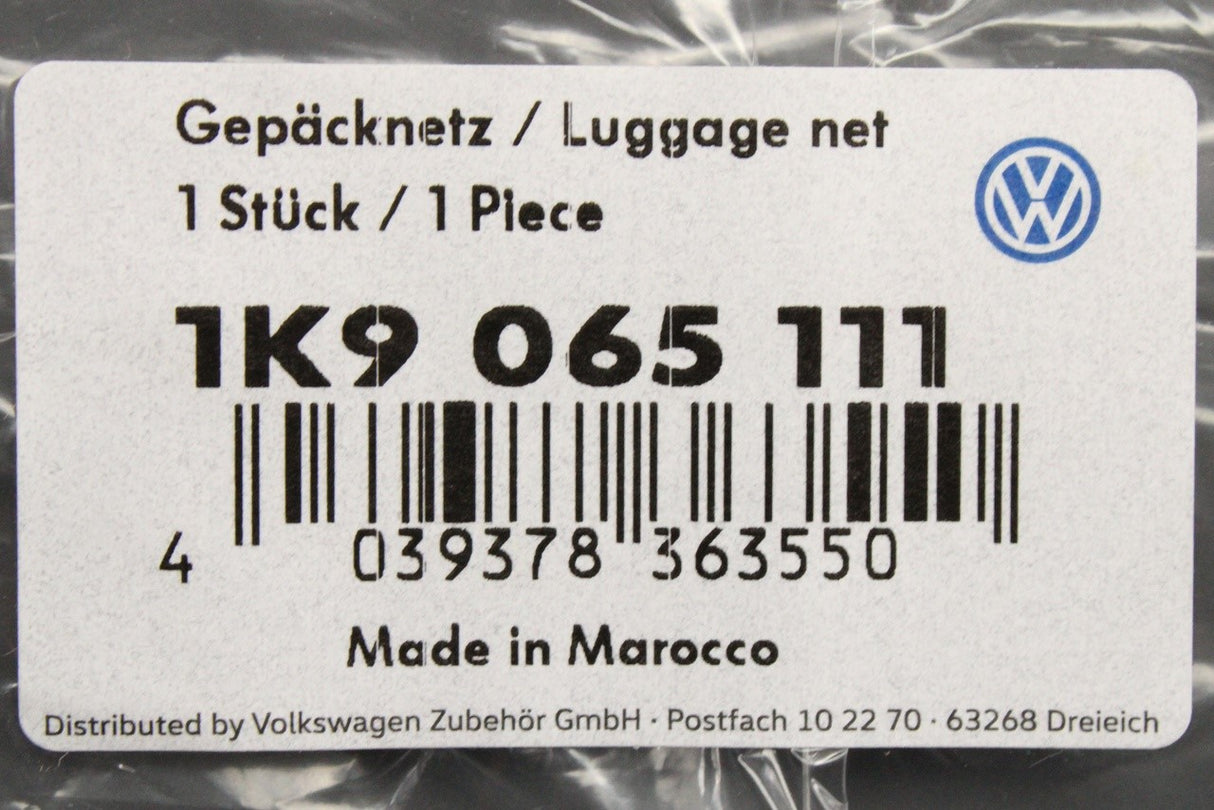 Gepäcknetz / Luggage net
1 Stück / 1 Piece
1K9 065 111
4 039378 363550
Made in Marocco
Distributed by Volkswagen Zubehör GmbH · Postfach 10 22 70 · 63268 Dreieich